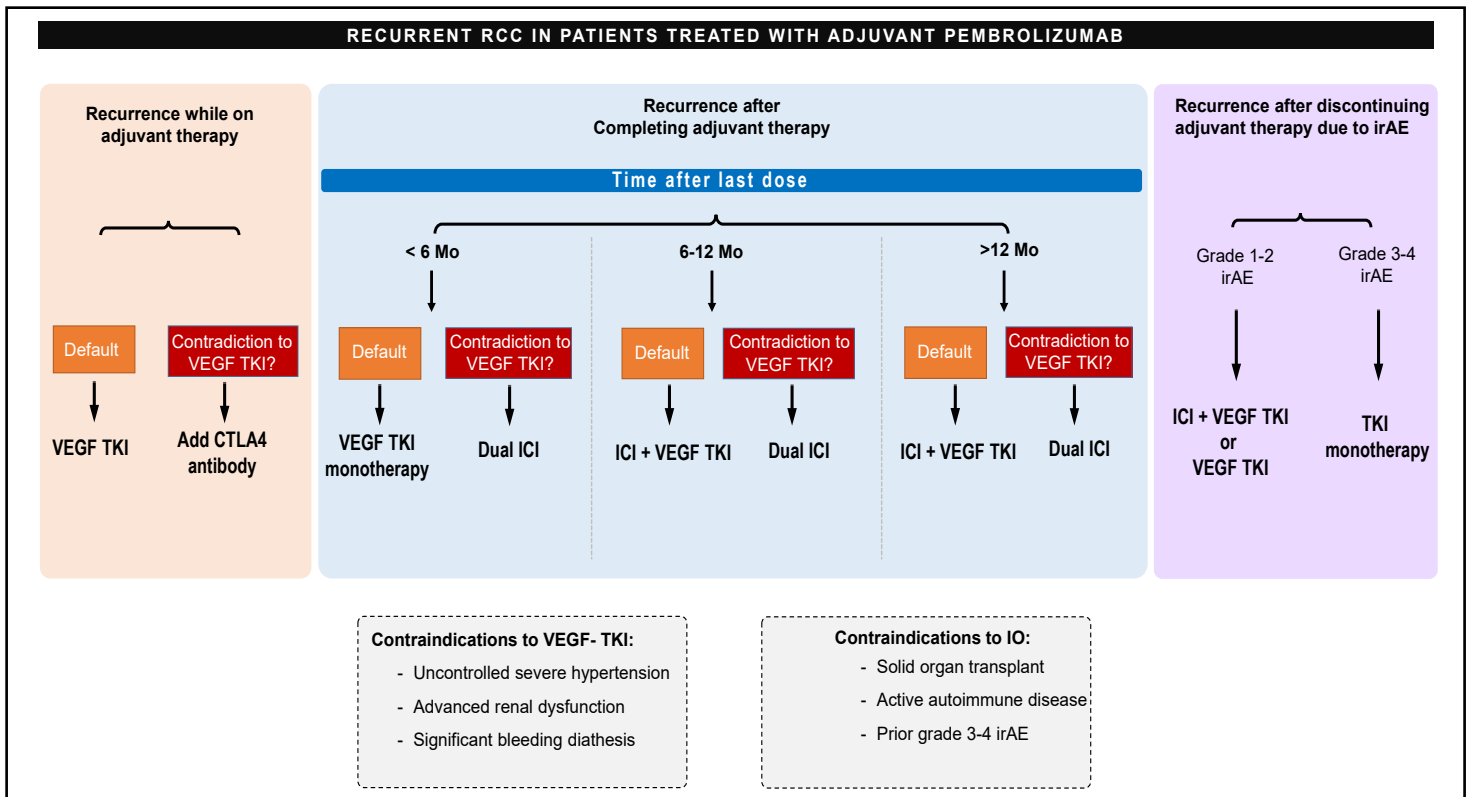 RECURRENT RCC IN PATIENTS TREATED WITH ADJUVANT PEMBROLIZUMAB
Recurrence while on
adjuvant therapy
Default
Contradiction to
VEGF TKI?
VEGF TKI
Add CTLA4
antibody
Recurrence after
Completing adjuvant therapy
Time after last dose
< 6 Mo
Default
Contradiction to
VEGF TKI?
VEGF TKI
monotherapy
Dual ICI
6-12 Mo
Default
Contradiction to
VEGF TKI?
ICI + VEGF TKI
Dual ICI
>12 Mo
Default
Contradiction to
VEGF TKI?
ICI + VEGF TKI
Dual ICI
Recurrence after discontinuing
adjuvant therapy due to irAE
Grade 1-2
irAE
ICI + VEGF TKI
or
VEGF TKI
Grade 3-4
irAE
TKI
monotherapy
Contraindications to VEGF- TKI:
- Uncontrolled severe hypertension
- Advanced renal dysfunction
- Significant bleeding diathesis
Contraindications to IO:
- Solid organ transplant
- Active autoimmune disease
- Prior grade 3-4 irAE